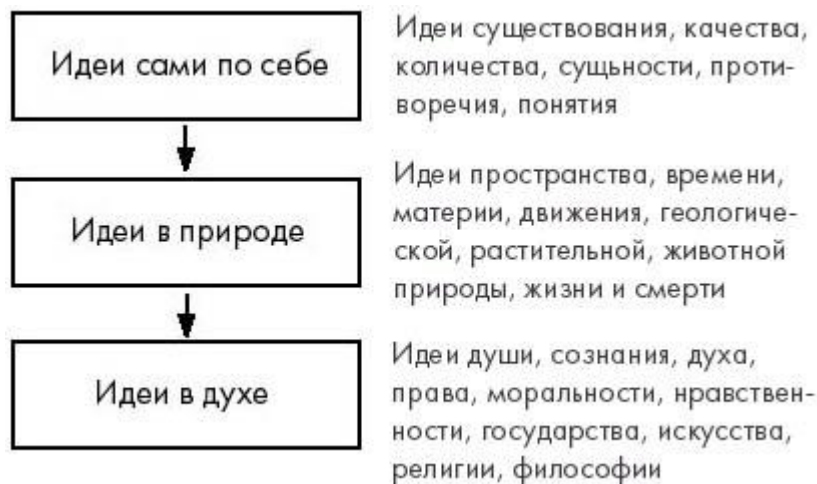 Идеи сами по себе
Идеи существования, качества,
количества, сущьности, проти-
воречия, понятия
Идеи в природе
Идеи пространства, времени,
материи, движения, геологиче-
ской, растительной, животной
природы, жизни и смерти
Идеи в духе
Идеи души, сознания, духа,
права, моральности, нравствен-
ности, государства, искусства,
религии, философии